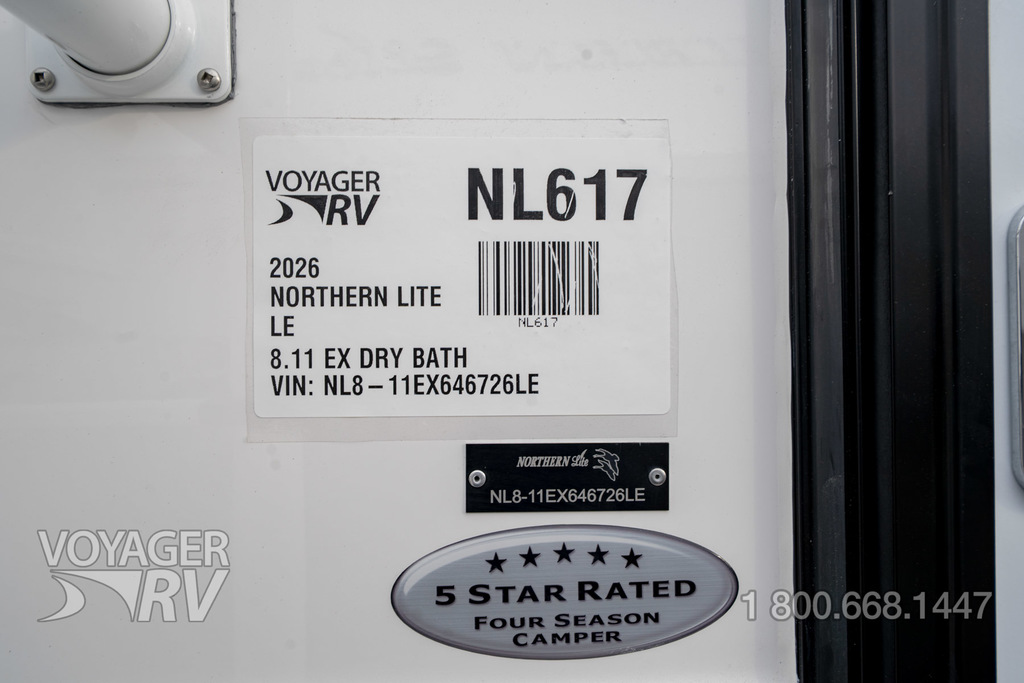 VOYAGER
RV
NL617
2026
NORTHERN LITE
LE
8.11 EX DRY BATH
VIN: NL8-11EX646726LE
NL617
NORTHERN Lite
NL8-11EX646726LE
5 STAR RATED
FOUR SEASON
CAMPER
VOYAGER
RV
1 800.668.1447